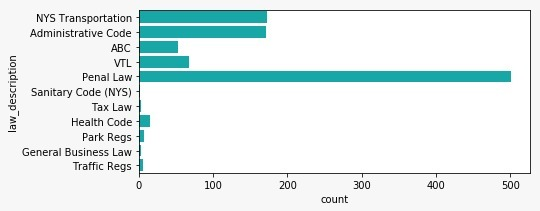 NYS Transportation
Administrative Code
ABC
VTL
Penal Law
Sanitary Code (NYS)
Tax Law
Health Code
Park Regs
General Business Law
Traffic Regs
law_description
0 100 200 300 400 500
count